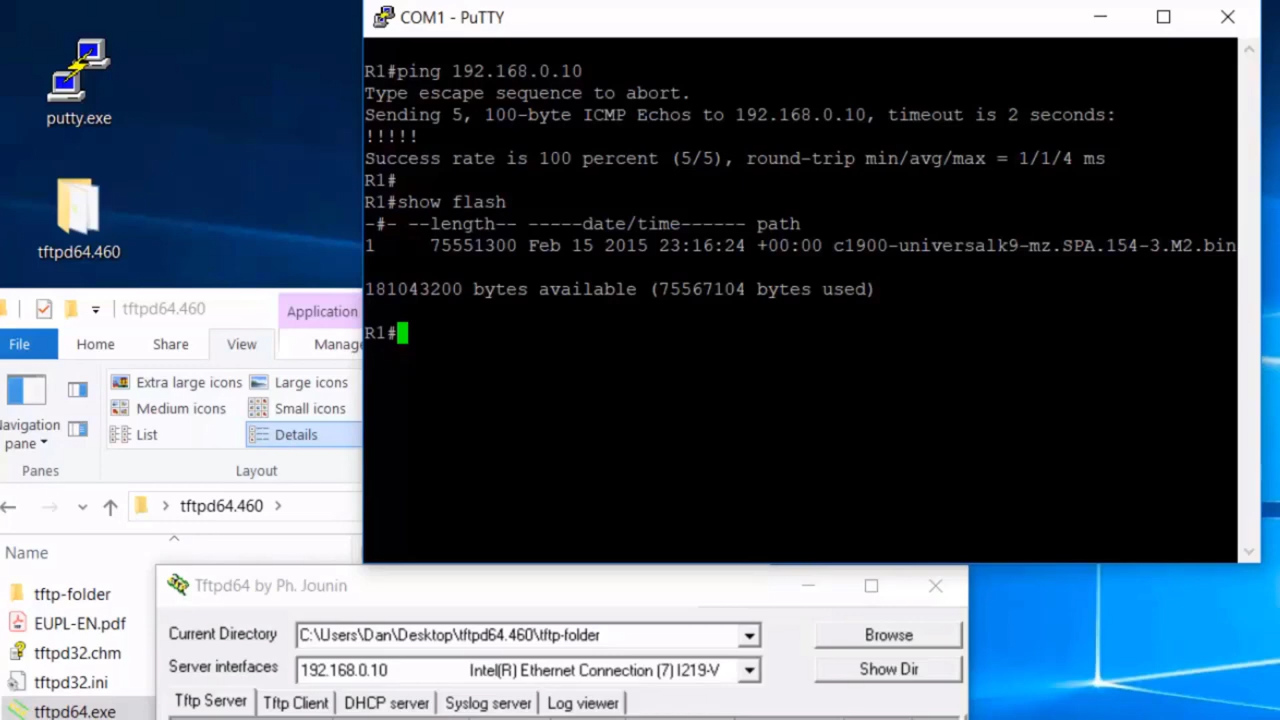 putty.exe
tftpd64.460
COM1 - PuTTY
R1#ping 192.168.0.10
Type escape sequence to abort.
Sending 5, 100-byte ICMP Echos to 192.168.0.10, timeout is 2 seconds:
!!!!!
Success rate is 100 percent (5/5), round-trip min/avg/max = 1/1/4 ms
R1#
R1#show flash
-#- --length-- -----date/time------ path
1 75551300 Feb 15 2015 23:16:24 +00:00 c1900-universalk9-mz.SPA.154-3.M2.bin
181043200 bytes available (75567104 bytes used)
R1#
tftpd64.460
Application
File Home Share View Manag
Extra large icons Large icons
Medium icons Small icons
List Details
Navigation
pane
Panes Layout
tftpd64.460
Name
tftp-folder
EUPL-EN.pdf
tftpd32.chm
tftpd32.ini
tftpd64.exe
Tftpd64 by Ph. Jounin
Current Directory C:\Users\Dan\Desktop\tftpd64.460\tftp-folder Browse
Server interfaces 192.168.0.10 Intel(R) Ethernet Connection (7) I219-V Show Dir
Tftp Server Tftp Client DHCP server Syslog server Log viewer